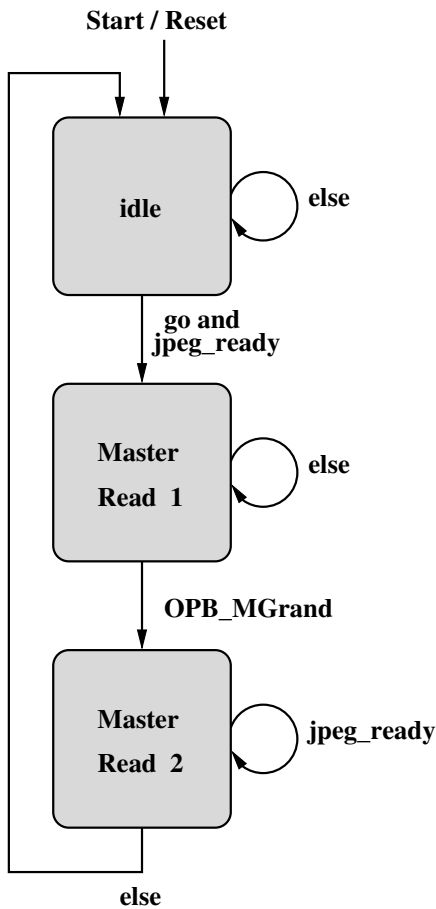 Start / Reset
idle
else
go and
jpeg_ready
Master
Read 1
else
OPB_MGrand
Master
Read 2
jpeg_ready
else